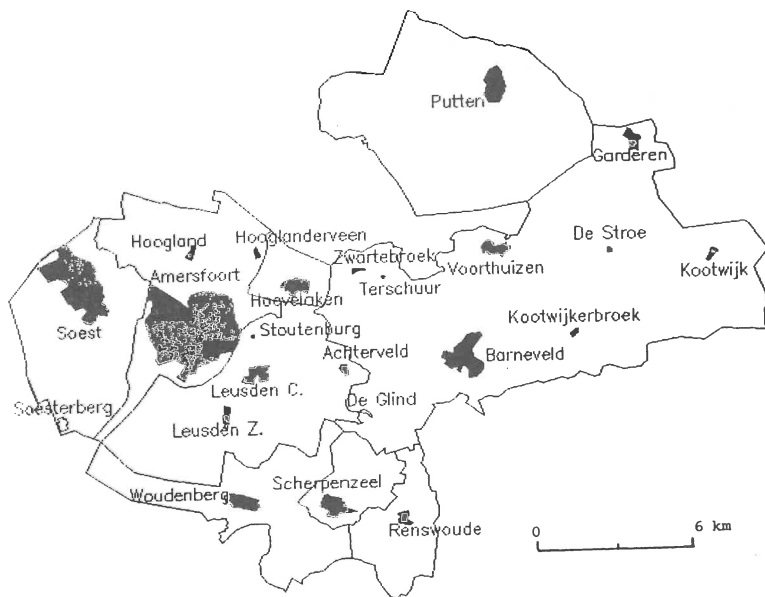 Putten
Garderen
Hoogland
Hooglanderveen
Zwartebroek
De Stroe
Amersfoort
Hoevelaken
Terschuur
Voorthuizen
Kootwijk
Soest
Stoutenburg
Kootwijkerbroek
Achterveld
Barneveld
Leusden C.
De Glind
Soesterberg
Leusden Z.
Woudenberg
Scherpenzeel
Renswoude
0 6 km